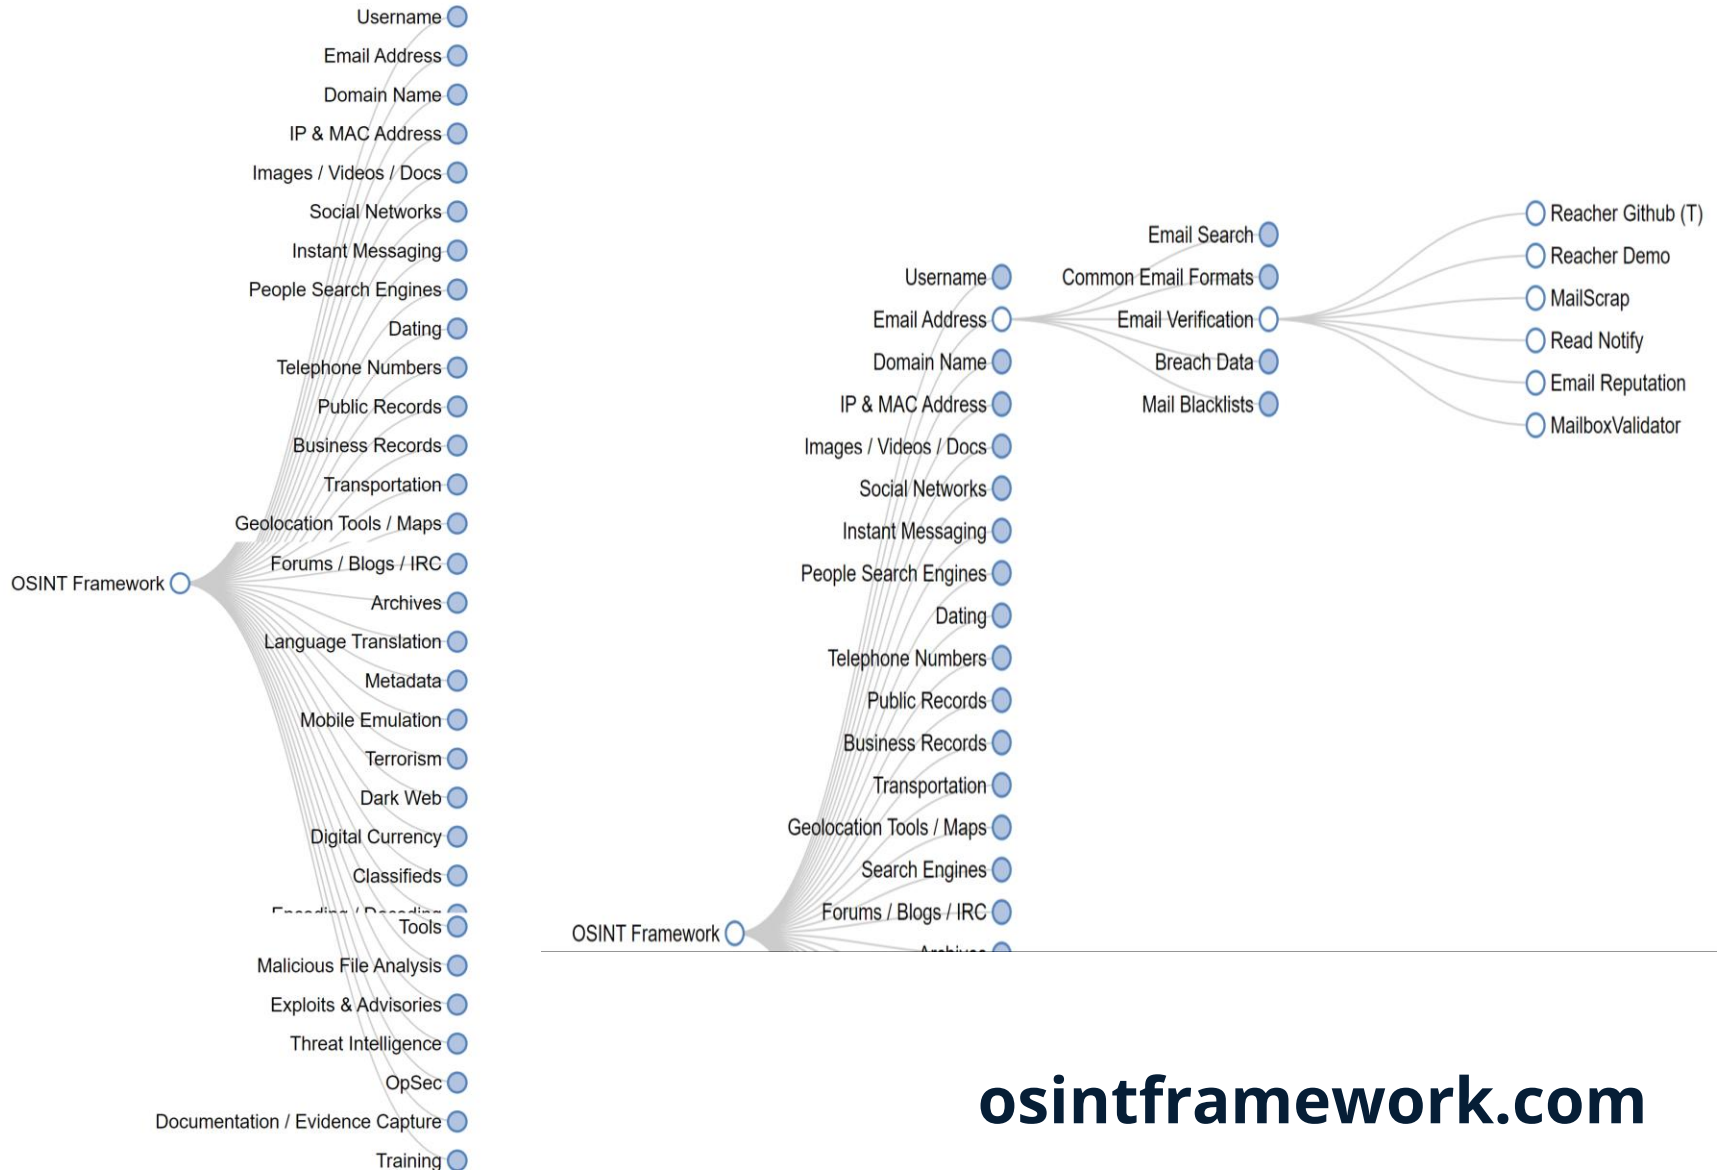 Username
Email Address
Domain Name
IP & MAC Address
Images / Videos / Docs
Social Networks
Instant Messaging
People Search Engines
Dating
Telephone Numbers
Public Records
Business Records
Transportation
Geolocation Tools / Maps
Forums / Blogs / IRC
OSINT Framework
Archives
Language Translation
Metadata
Mobile Emulation
Terrorism
Dark Web
Digital Currency
Classifieds
Encoding / Decoding
Tools
Malicious File Analysis
Exploits & Advisories
Threat Intelligence
OpSec
Documentation / Evidence Capture
Training
Username
Email Address
Domain Name
IP & MAC Address
Images / Videos / Docs
Social Networks
Instant Messaging
People Search Engines
Dating
Telephone Numbers
Public Records
Business Records
Transportation
Geolocation Tools / Maps
Search Engines
Forums / Blogs / IRC
OSINT Framework
Archives
Email Search
Common Email Formats
Email Verification
Breach Data
Mail Blacklists
Reacher Github (T)
Reacher Demo
MailScrap
Read Notify
Email Reputation
MailboxValidator
osintframework.com